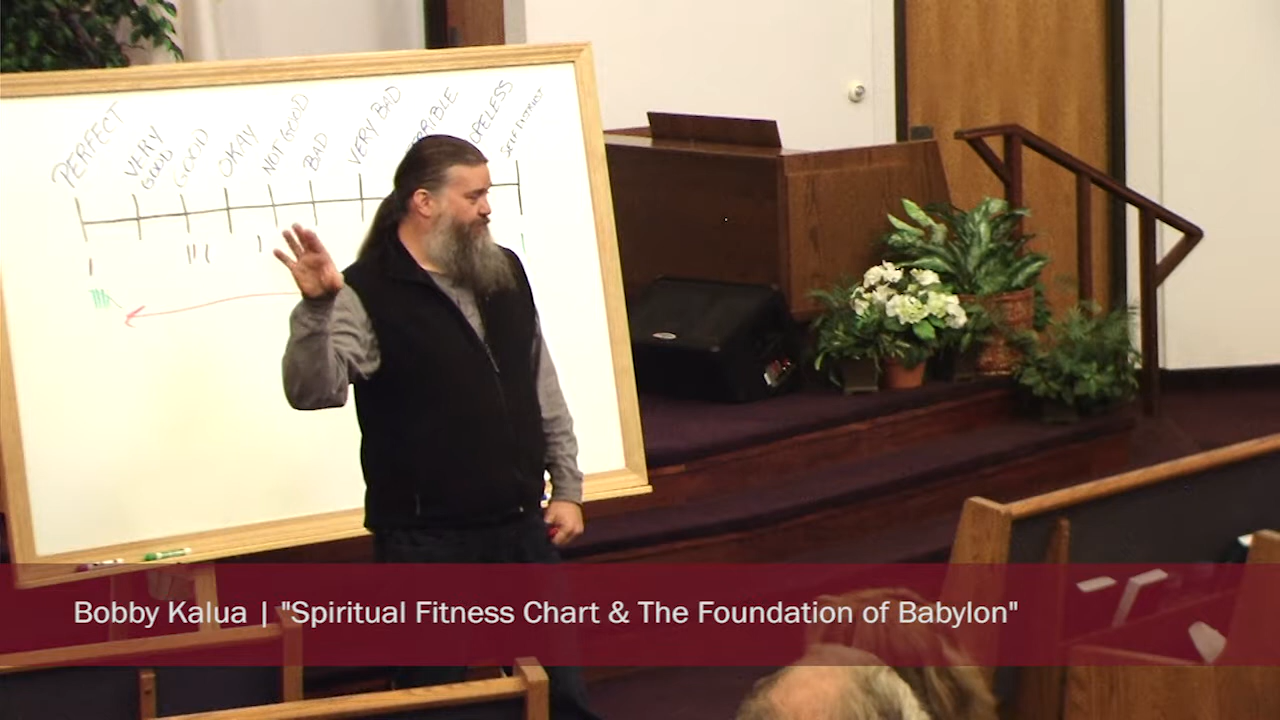 PERFECT
VERY
GOOD
GOOD
OKAY
NOT GOOD
BAD
VERY BAD
Bobby Kalua | "Spiritual Fitness Chart & The Foundation of Babylon"